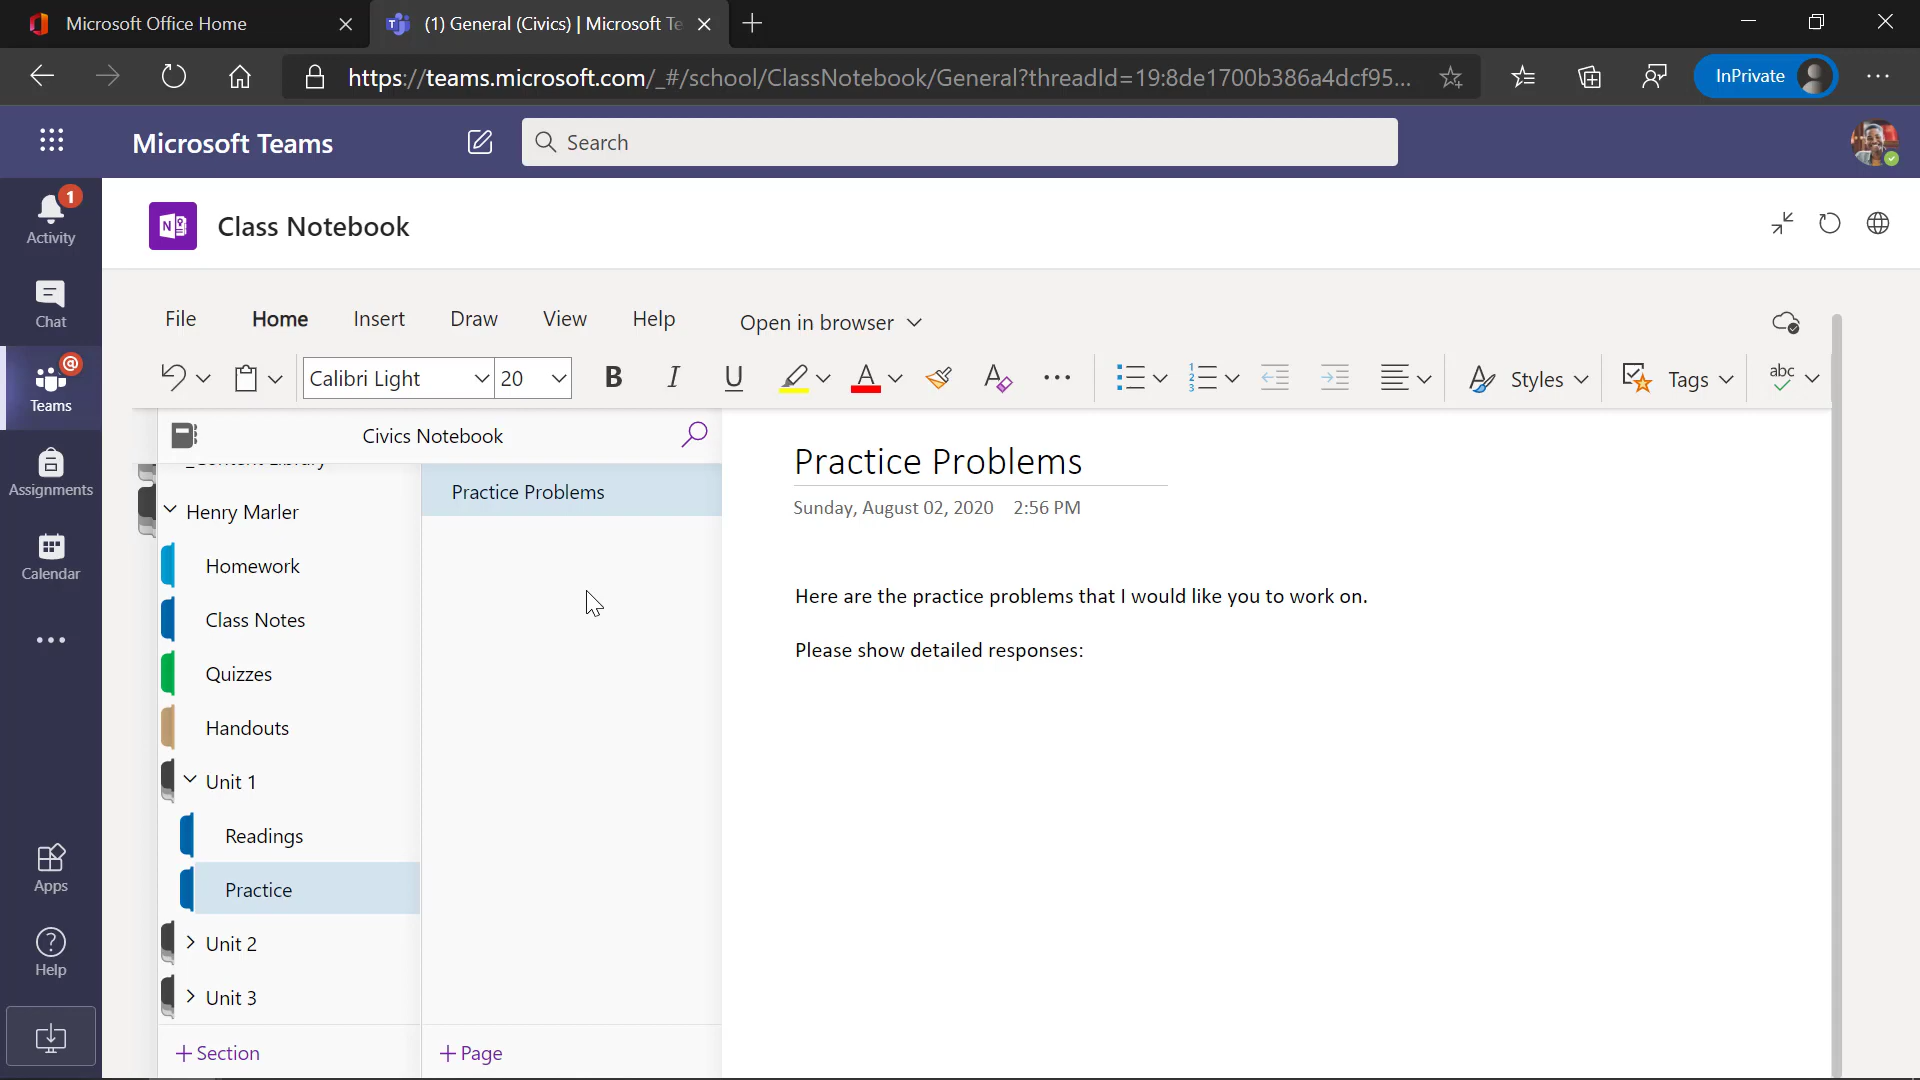 Microsoft Office Home
(1) General (Civics) | Microsoft Te
https://teams.microsoft.com/_#/school/ClassNotebook/General?threadId=19:8de1700b386a4dcf95...
InPrivate
Microsoft Teams
Search
1
Activity
Chat
@
Teams
Assignments
Calendar
Apps
Help
Class Notebook
File
Home
Insert
Draw
View
Help
Open in browser
Calibri Light
20
B
I
U
A
A
Styles
Tags
abc
Civics Notebook
_Content Library
Henry Marler
Homework
Class Notes
Quizzes
Handouts
Unit 1
Readings
Practice
Unit 2
Unit 3
+ Section
Practice Problems
+ Page
Practice Problems
Sunday, August 02, 2020 2:56 PM
Here are the practice problems that I would like you to work on.
Please show detailed responses: